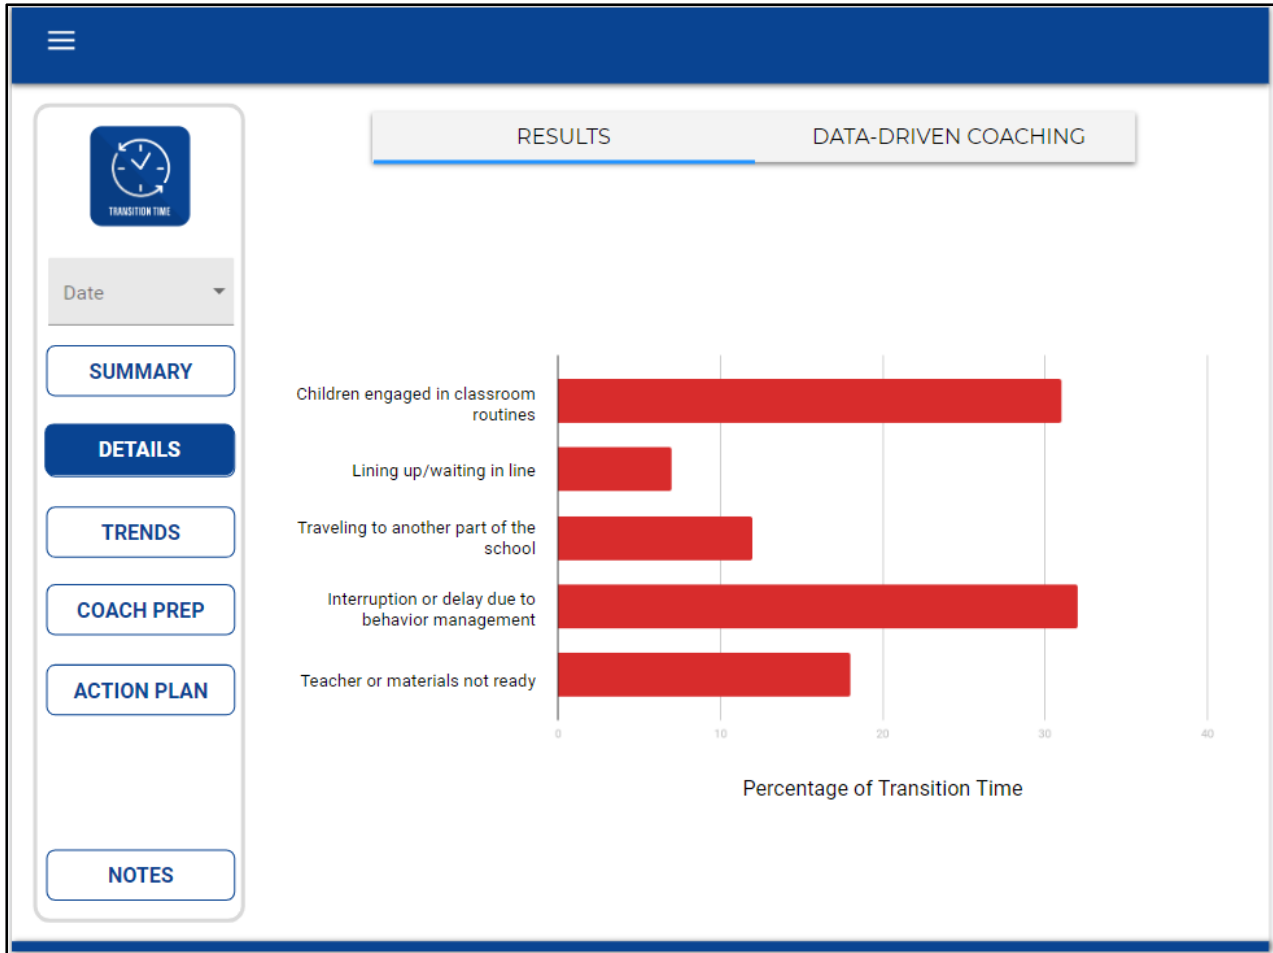 RESULTS
DATA-DRIVEN COACHING
TRANSITION TIME
Date
SUMMARY
DETAILS
TRENDS
COACH PREP
ACTION PLAN
NOTES
Children engaged in classroom
routines
Lining up/waiting in line
Traveling to another part of the
school
Interruption or delay due to
behavior management
Teacher or materials not ready
0 10 20 30 40
Percentage of Transition Time